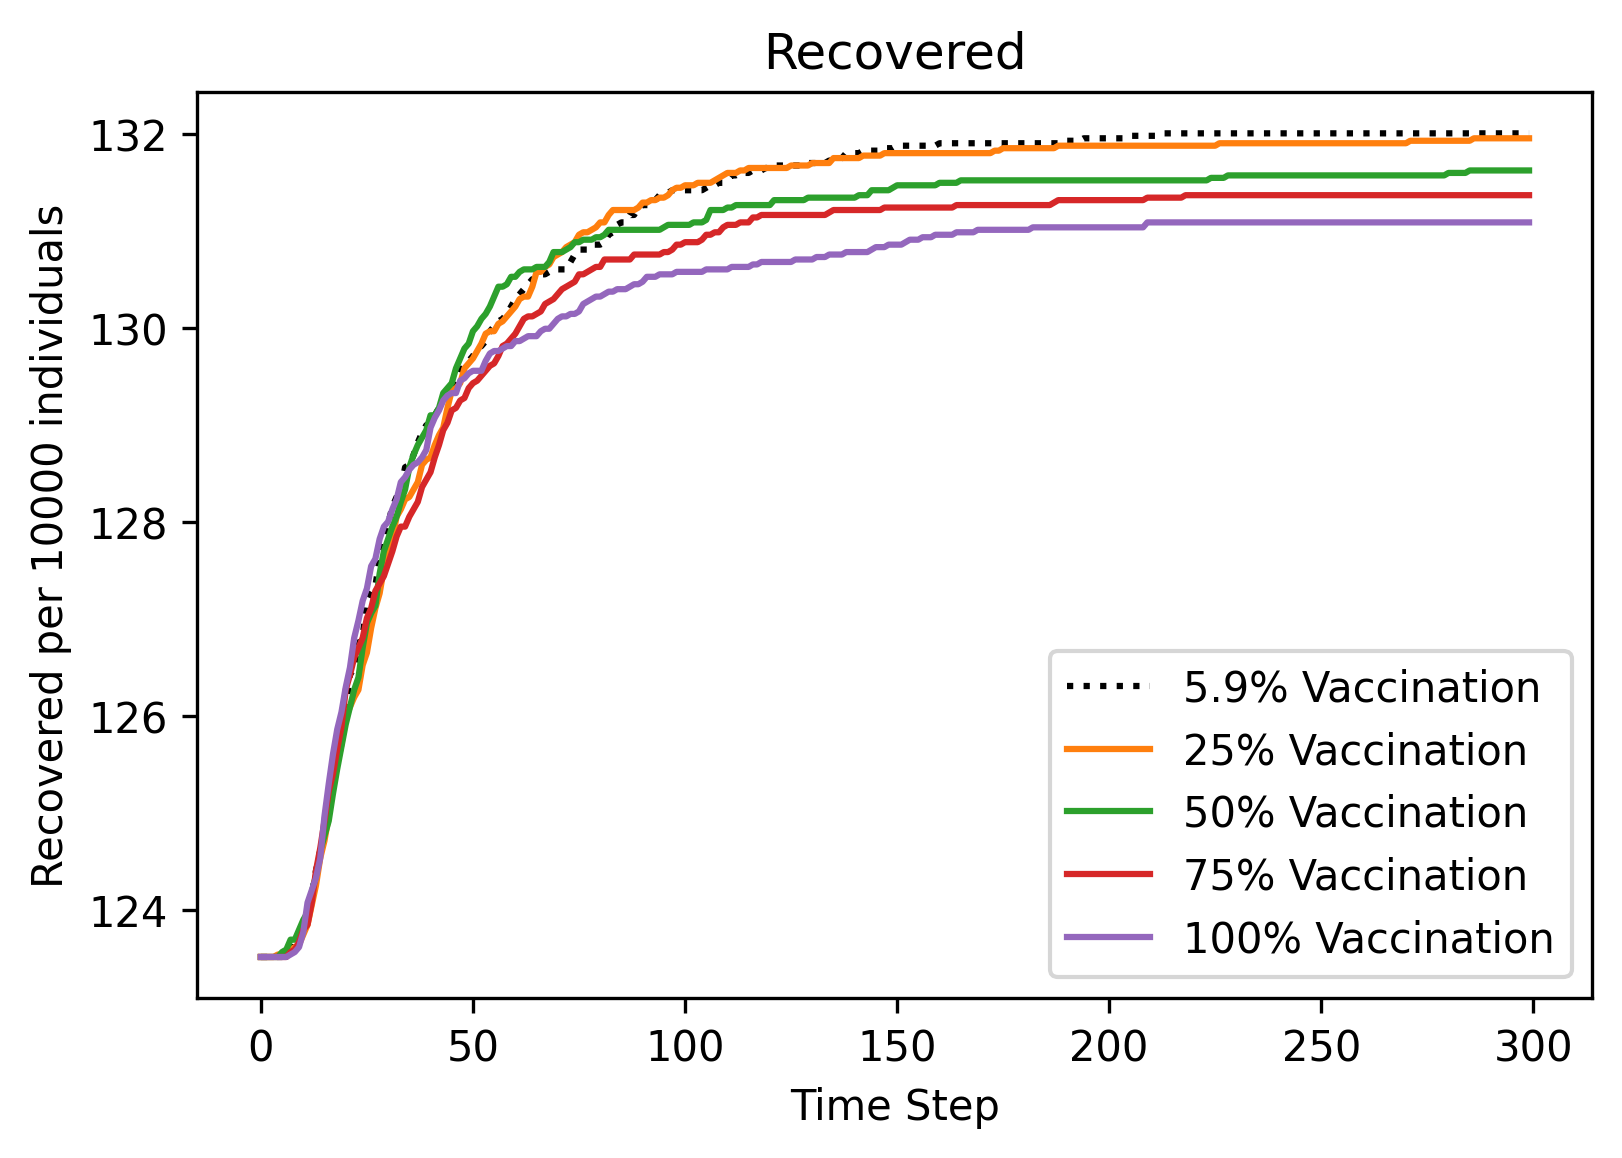 Recovered
Recovered per 10000 individuals
132
130
128
126
124
0 50 100 150 200 250 300
Time Step
5.9% Vaccination
25% Vaccination
50% Vaccination
75% Vaccination
100% Vaccination